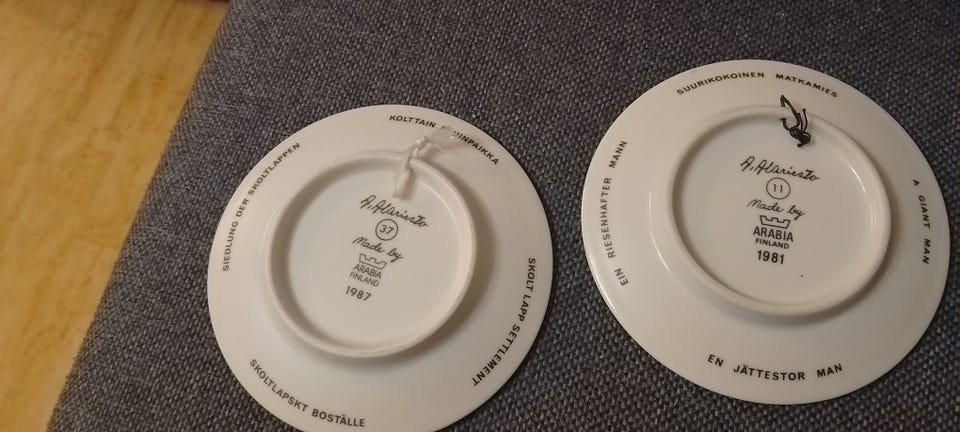 KOLTTAIN
SKOLT LAPP SETTLEMENT
SKOLTLAPSKT BOSTÄLLE
SIEDLUNG DER SKOLTLAPPEN
A. Alariesto
37
Made by
ARABIA
FINLAND
1987
SUURIKOKOINEN MATKAMIES
A GIANT MAN
EN JÄTTESTOR MAN
EIN RIESENHAFTER MANN
A. Alariesto
11
Made by
ARABIA
FINLAND
1981